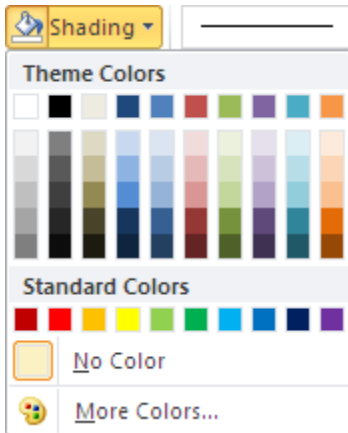 Shading
Theme Colors
Standard Colors
No Color
More Colors...